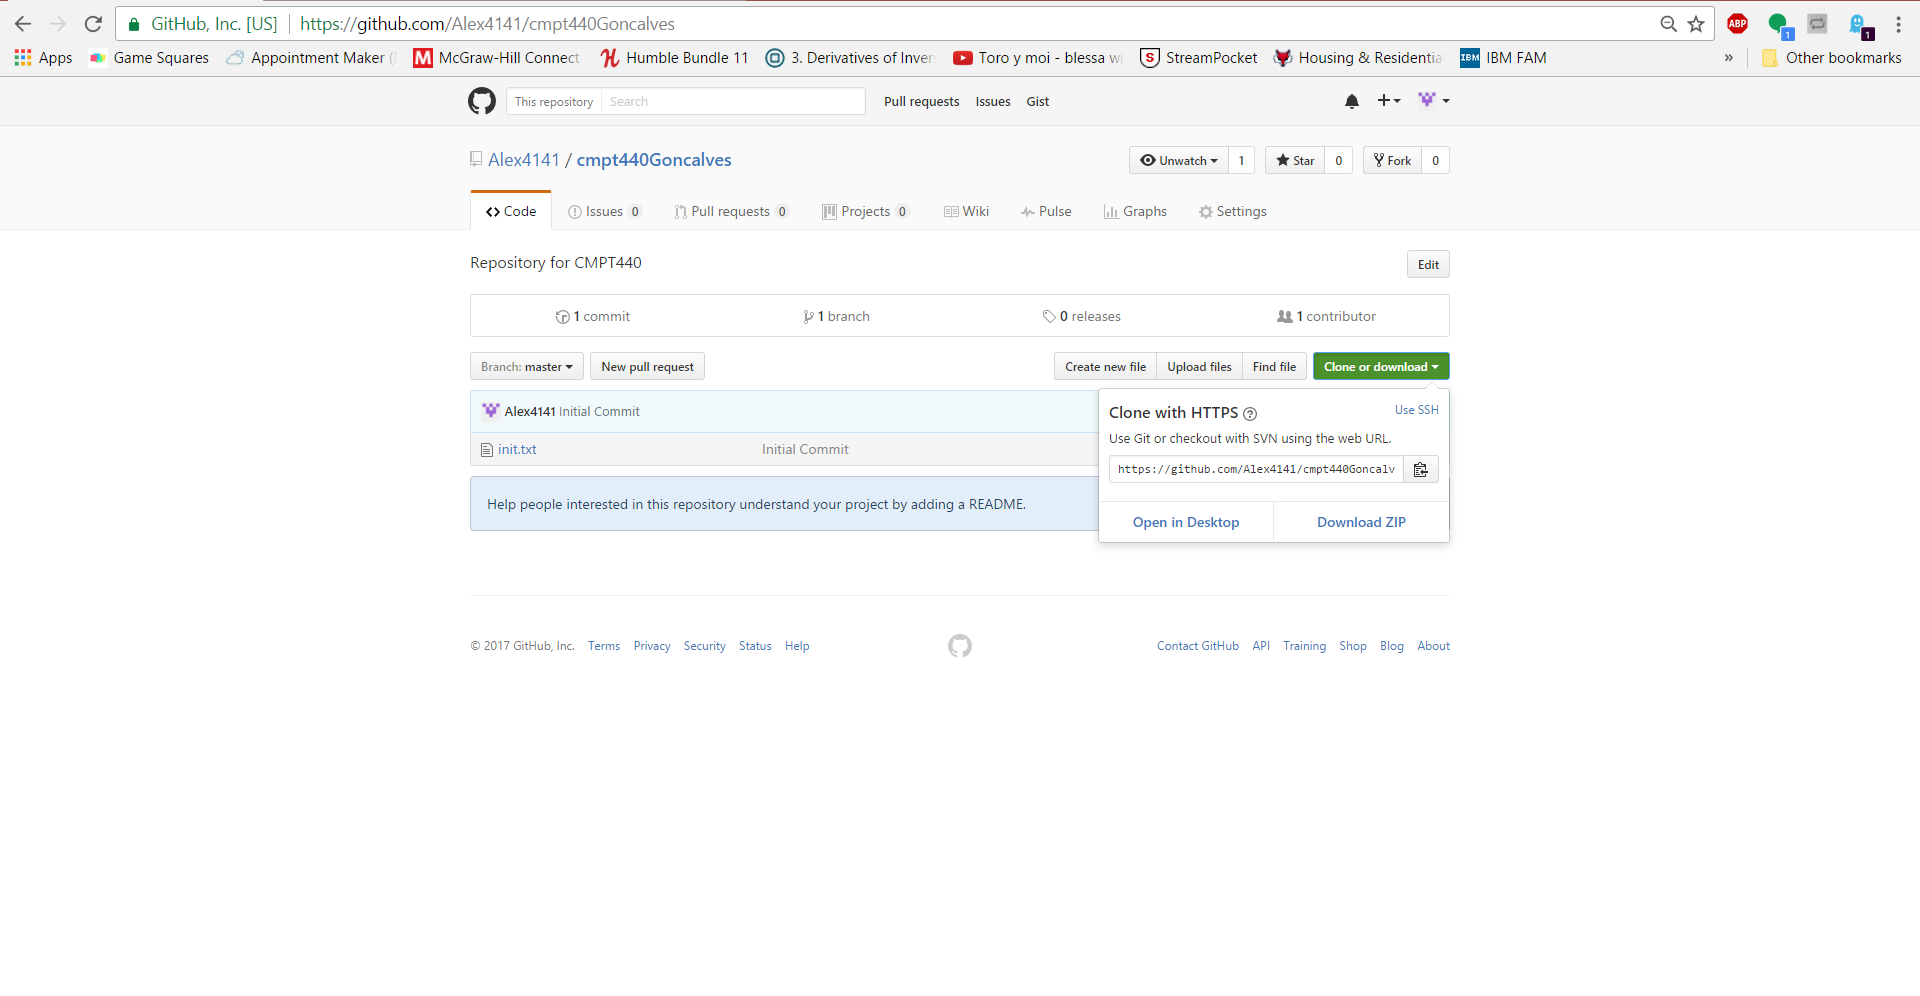 GitHub, Inc. [US] https://github.com/Alex4141/cmpt440Goncalves ABP 1 1
Apps Game Squares Appointment Maker ( McGraw-Hill Connect Humble Bundle 11 3. Derivatives of Inver Toro y moi - blessa wi StreamPocket Housing & Residentia IBM IBM FAM » Other bookmarks
This repository Search Pull requests Issues Gist
Alex4141 / cmpt440Goncalves Unwatch 1 Star 0 Fork 0
Code Issues 0 Pull requests 0 Projects 0 Wiki Pulse Graphs Settings
Repository for CMPT440 Edit
1 commit 1 branch 0 releases 1 contributor
Branch: master New pull request Create new file Upload files Find file Clone or download
Alex4141 Initial Commit
init.txt Initial Commit
Help people interested in this repository understand your project by adding a README.
Clone with HTTPS ? Use SSH
Use Git or checkout with SVN using the web URL.
https://github.com/Alex4141/cmpt440Goncalv
Open in Desktop Download ZIP
© 2017 GitHub, Inc. Terms Privacy Security Status Help Contact GitHub API Training Shop Blog About